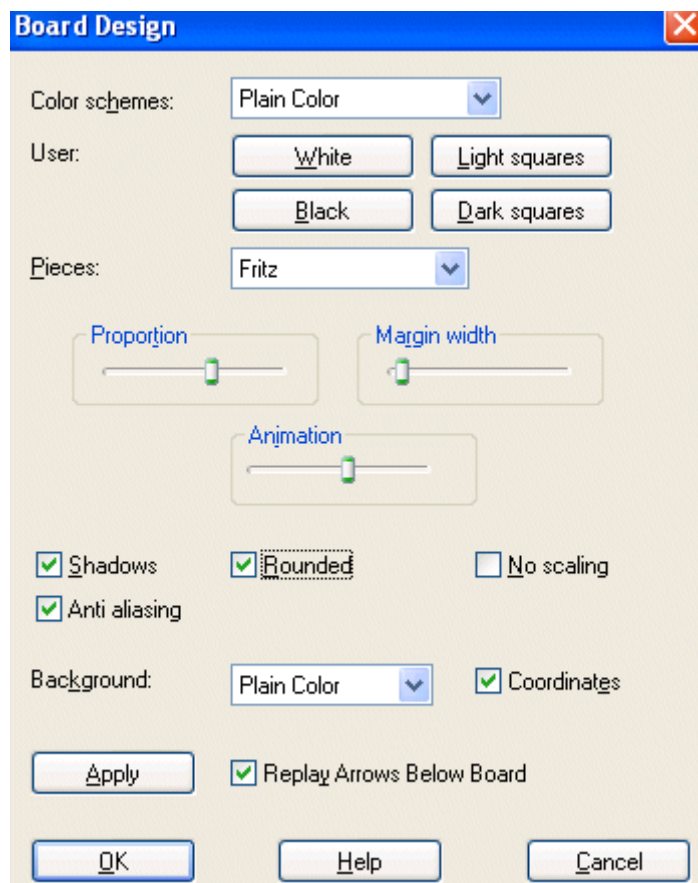 Board Design
Color schemes: Plain Color
User: White Light squares
Black Dark squares
Pieces: Fritz
Proportion Margin width
Animation
Shadows Rounded No scaling
Anti aliasing
Background: Plain Color Coordinates
Apply Replay Arrows Below Board
OK Help Cancel